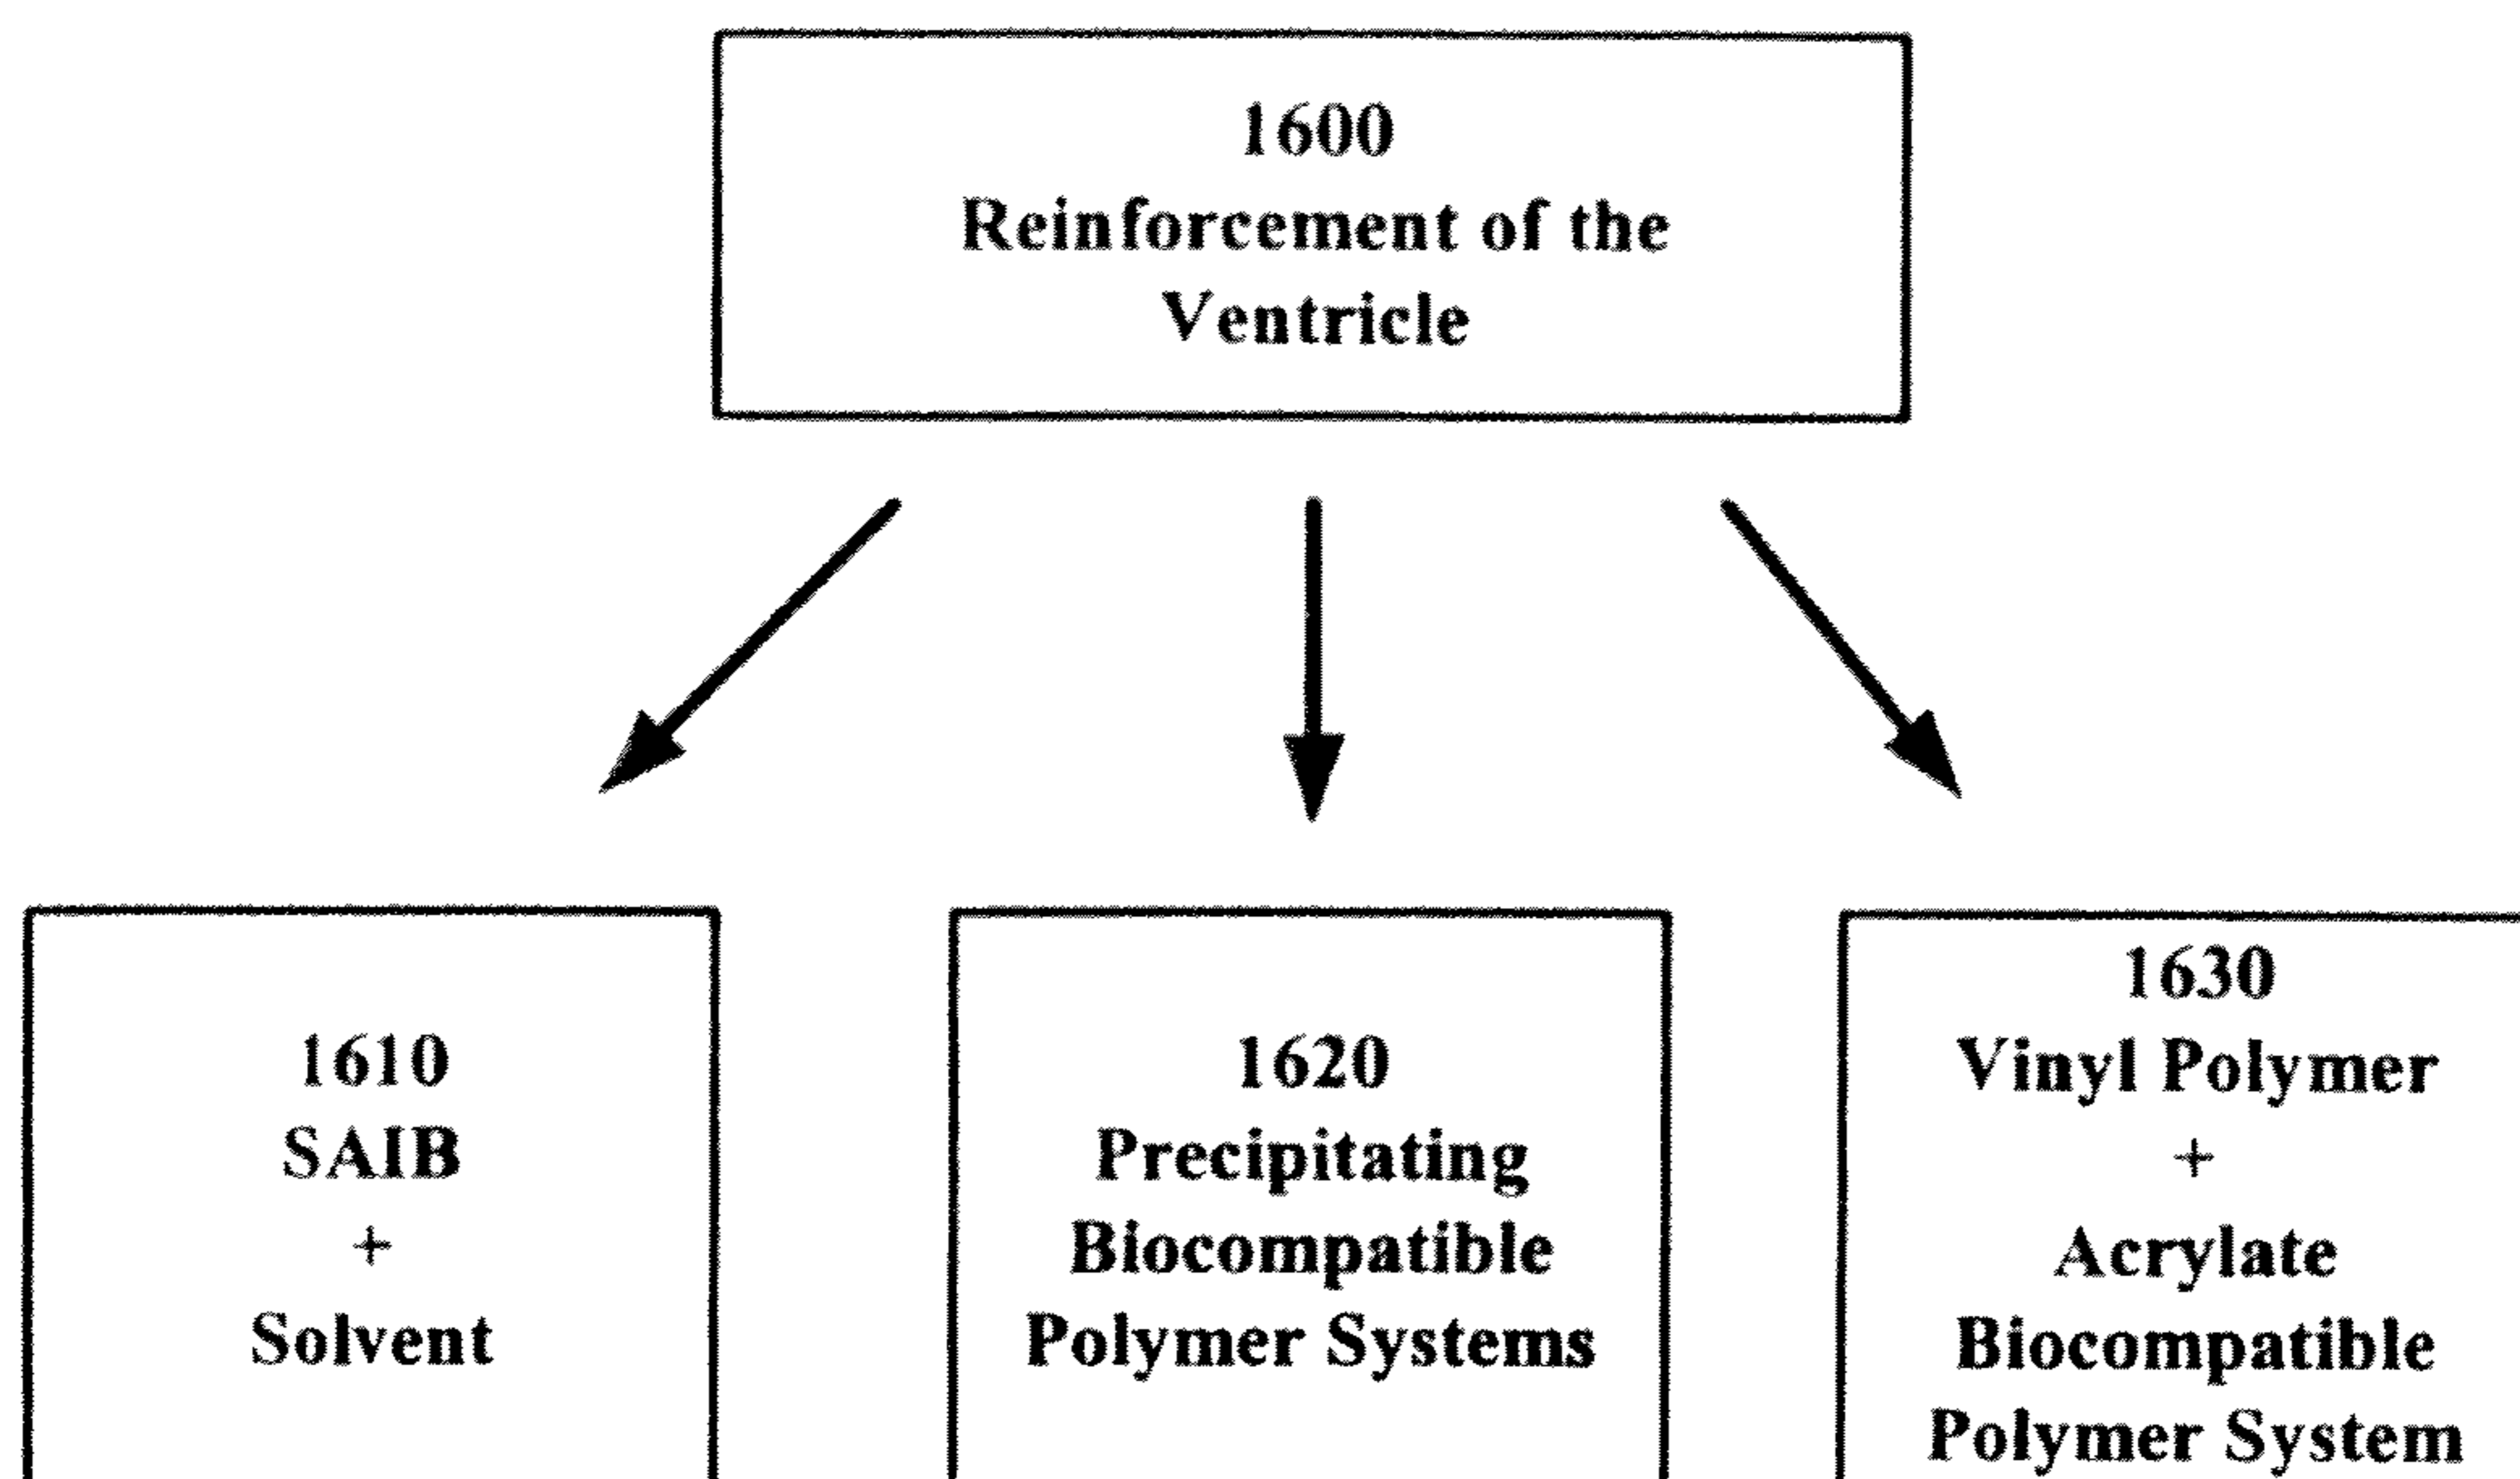 1600
Reinforcement of the
Ventricle
1610
SAIB
+
Solvent
1620
Precipitating
Biocompatible
Polymer Systems
1630
Vinyl Polymer
+
Acrylate
Biocompatible
Polymer System